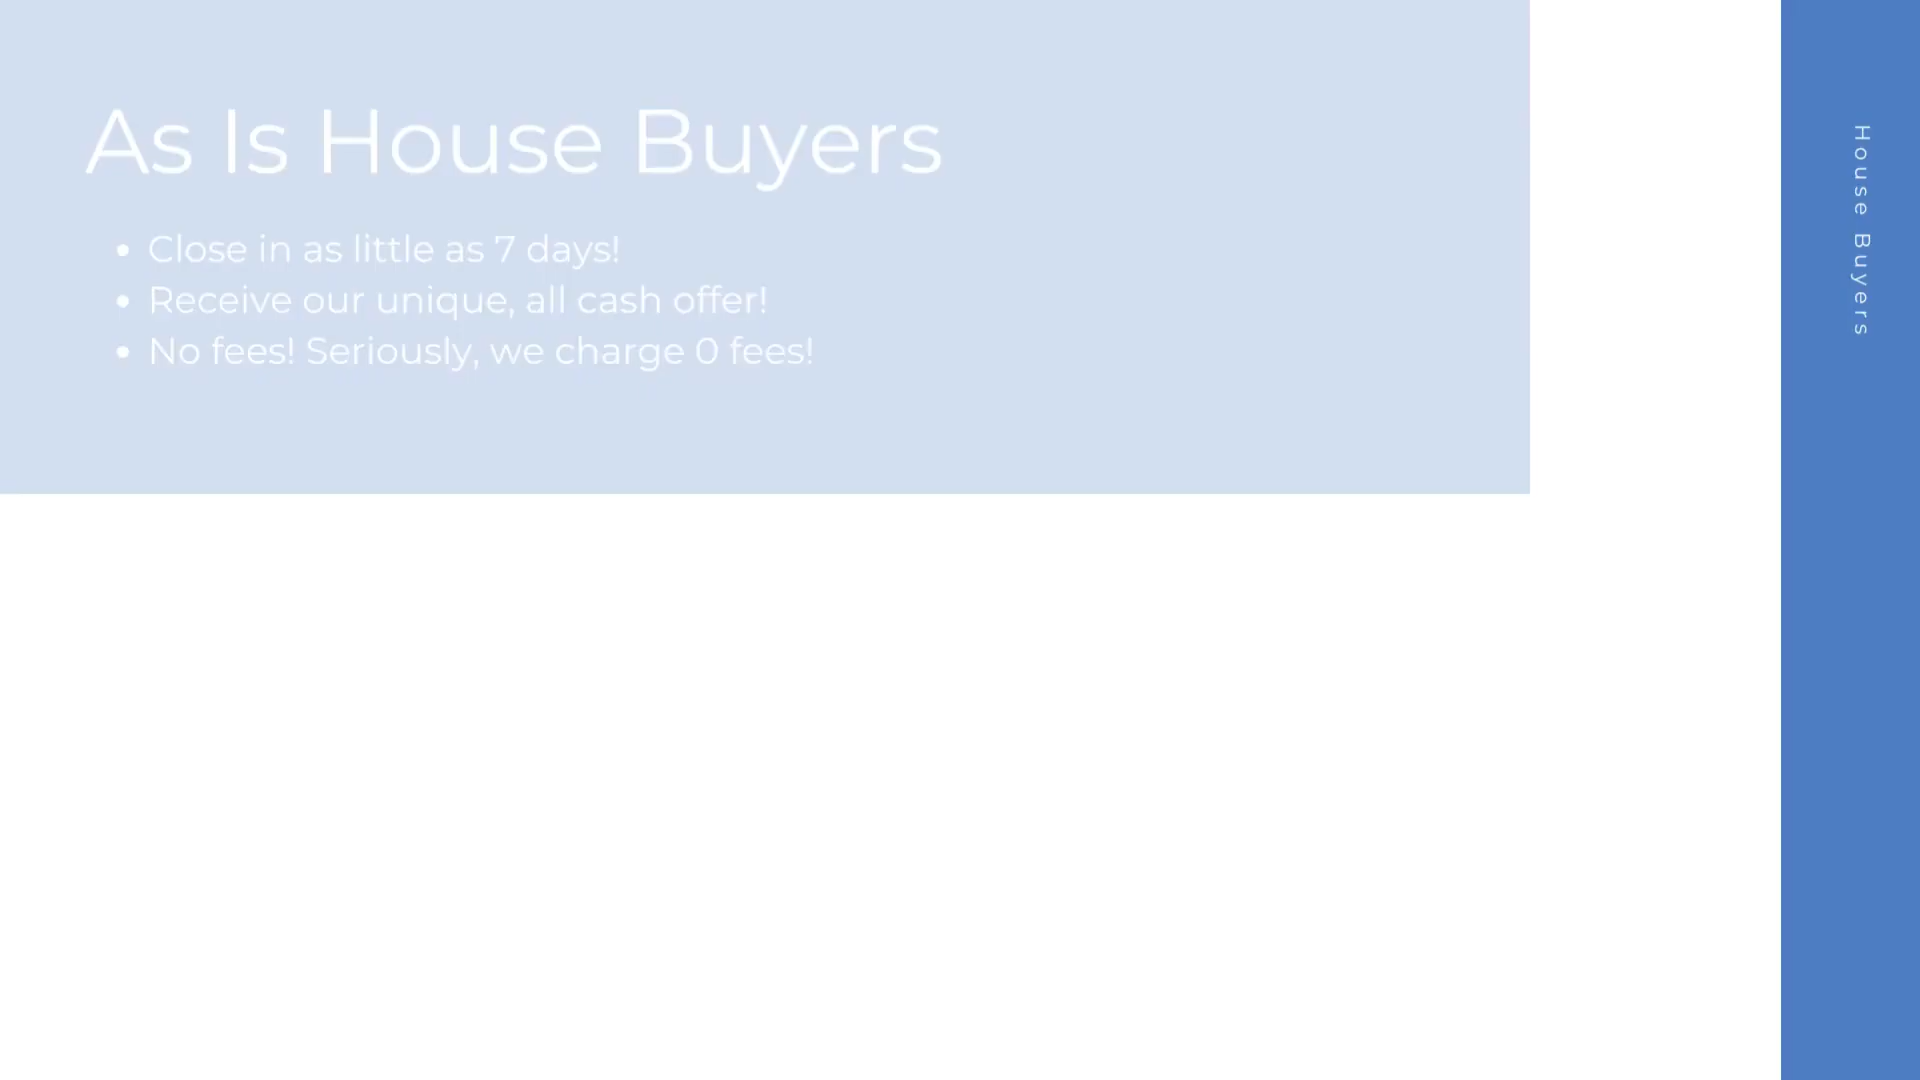 As Is House Buyers
• Close in as little as 7 days!
• Receive our unique, all cash offer!
• No fees! Seriously, we charge 0 fees!
House Buyers